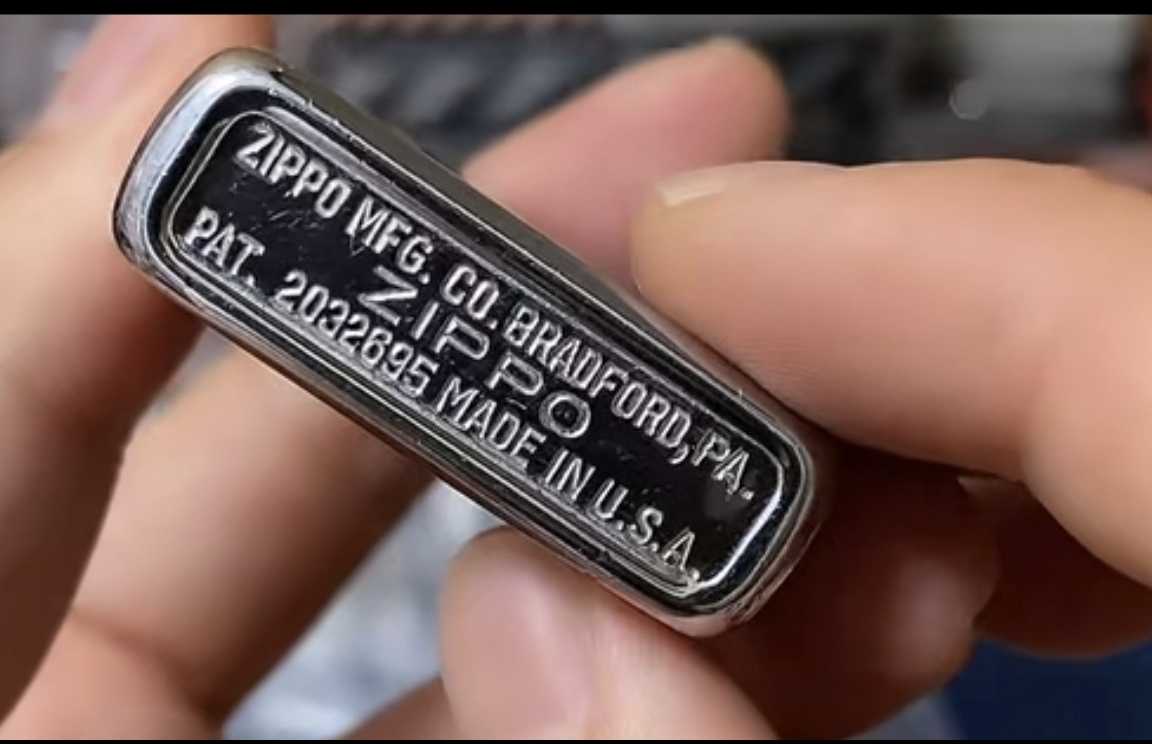 ZIPPO MFG. CO. BRADFORD, PA.
ZIPPO
PAT. 2032695 MADE IN U.S.A.